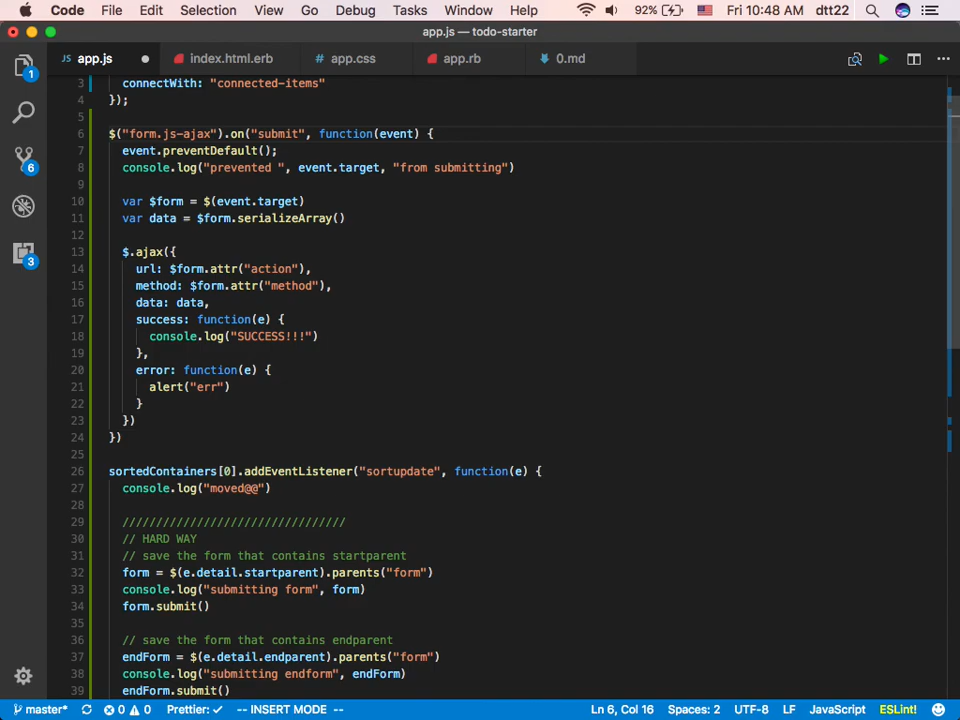 Code File Edit Selection View Go Debug Tasks Window Help 92% Fri 10:48 AM dtt22
app.js — todo-starter
JS app.js index.html.erb # app.css app.rb 0.md
3 connectWith: "connected-items"
4 });
5
6 $("form.js-ajax").on("submit", function(event) {
7 event.preventDefault();
8 console.log("prevented ", event.target, "from submitting")
9
10 var $form = $(event.target)
11 var data = $form.serializeArray()
12
13 $.ajax({
14 url: $form.attr("action"),
15 method: $form.attr("method"),
16 data: data,
17 success: function(e) {
18 console.log("SUCCESS!!!")
19 },
20 error: function(e) {
21 alert("err")
22 }
23 })
24 })
25
26 sortedContainers[0].addEventListener("sortupdate", function(e) {
27 console.log("moved@@")
28
29 /////////////////////////////////
30 // HARD WAY
31 // save the form that contains startparent
32 form = $(e.detail.startparent).parents("form")
33 console.log("submitting form", form)
34 form.submit()
35
36 // save the form that contains endparent
37 endForm = $(e.detail.endparent).parents("form")
38 console.log("submitting endform", endForm)
39 endForm.submit()
1
6
3
master* 0 0 Prettier: ✓ -- INSERT MODE -- Ln 6, Col 16 Spaces: 2 UTF-8 LF JavaScript ESLint!